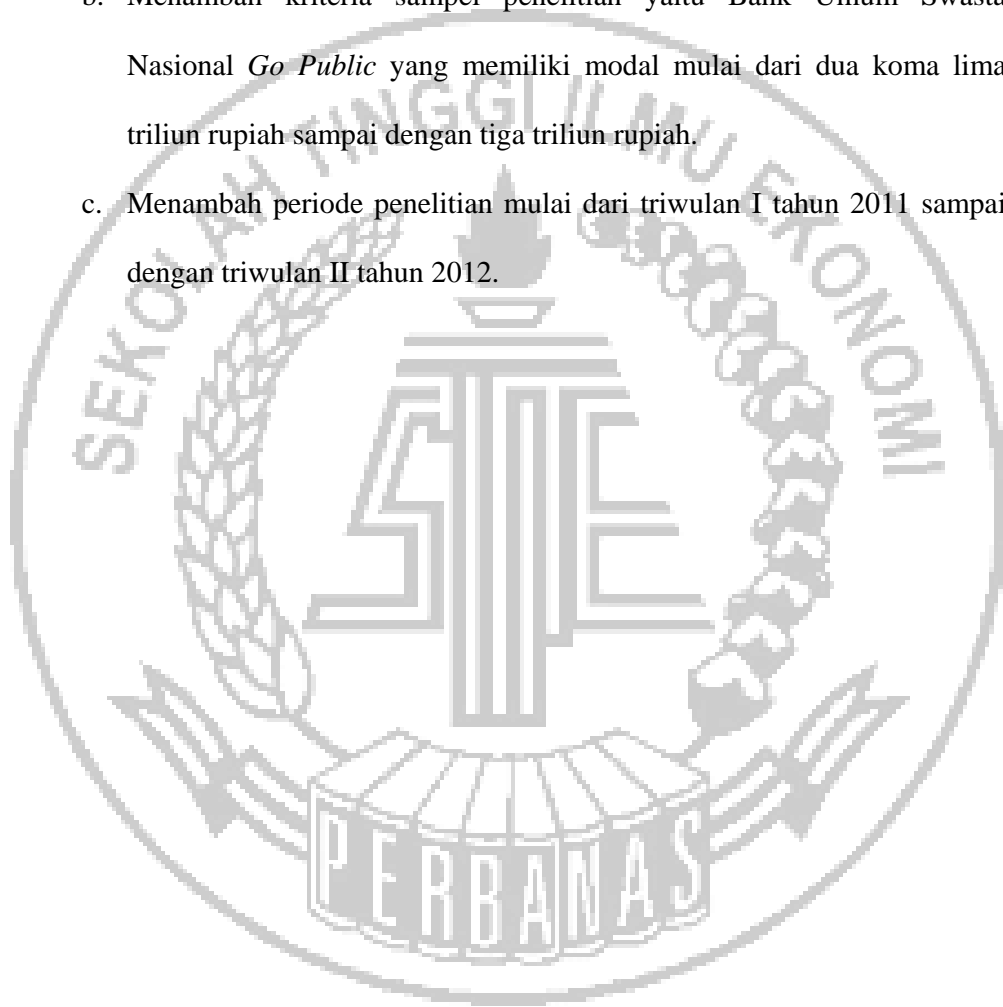 b. Menambah kriteria sampel penelitian yaitu Bank Umum Swasta
Nasional Go Public yang memiliki modal mulai dari dua koma lima
triliun rupiah sampai dengan tiga triliun rupiah.
c. Menambah periode penelitian mulai dari triwulan I tahun 2011 sampai
dengan triwulan II tahun 2012.
SEKOLAH TINGGI ILMU EKONOMI
STIE
PERBANAS